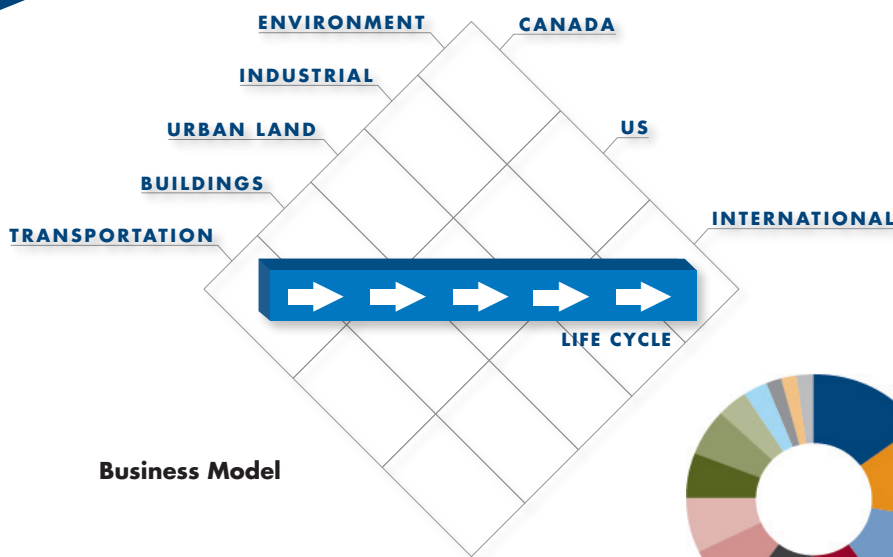 ENVIRONMENT
CANADA
INDUSTRIAL
URBAN LAND
US
BUILDINGS
INTERNATIONAL
TRANSPORTATION
LIFE CYCLE
Business Model